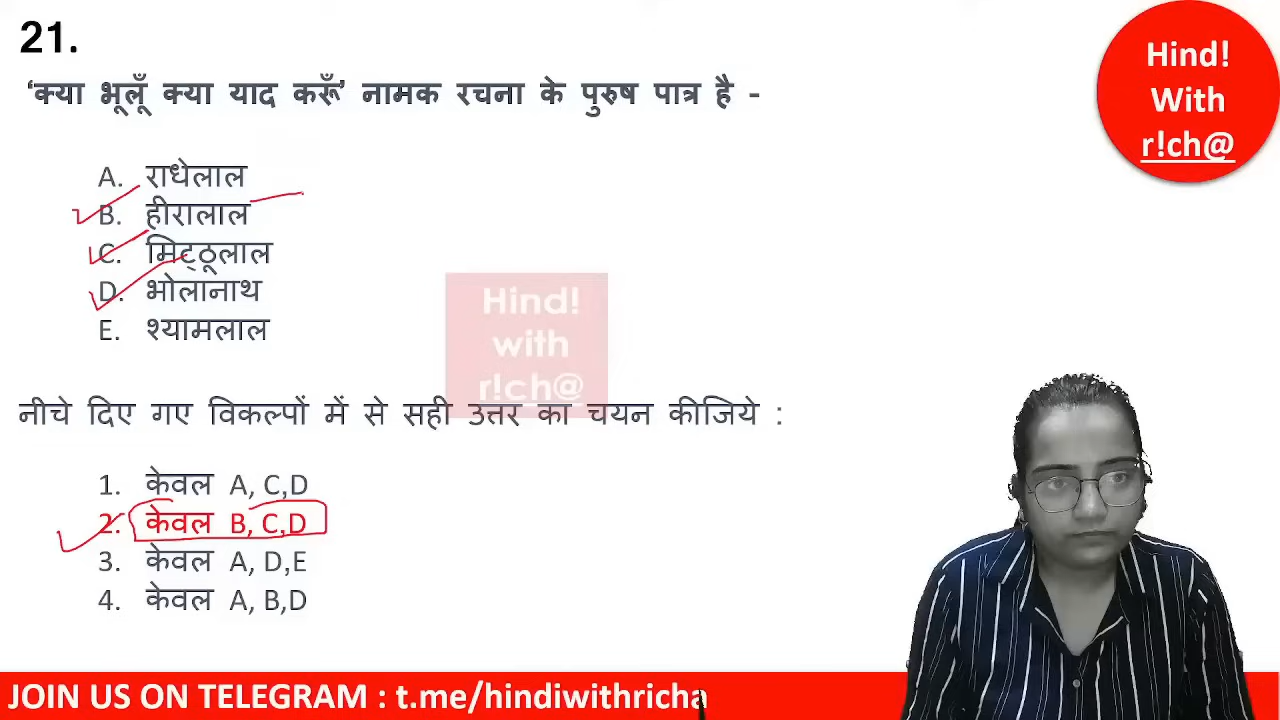 21.
‘क्या भूलूँ क्या याद करूँ’ नामक रचना के पुरुष पात्र है -
A. राधेलाल
B. हीरालाल
C. मिट्ठूलाल
D. भोलानाथ
E. श्यामलाल
नीचे दिए गए विकल्पों में से सही उत्तर का चयन कीजिये :
1. केवल A, C,D
2. केवल B, C,D
3. केवल A, D,E
4. केवल A, B,D
Hind!
With
r!ch@
Hind!
with
r!ch@
JOIN US ON TELEGRAM : t.me/hindiwithricha